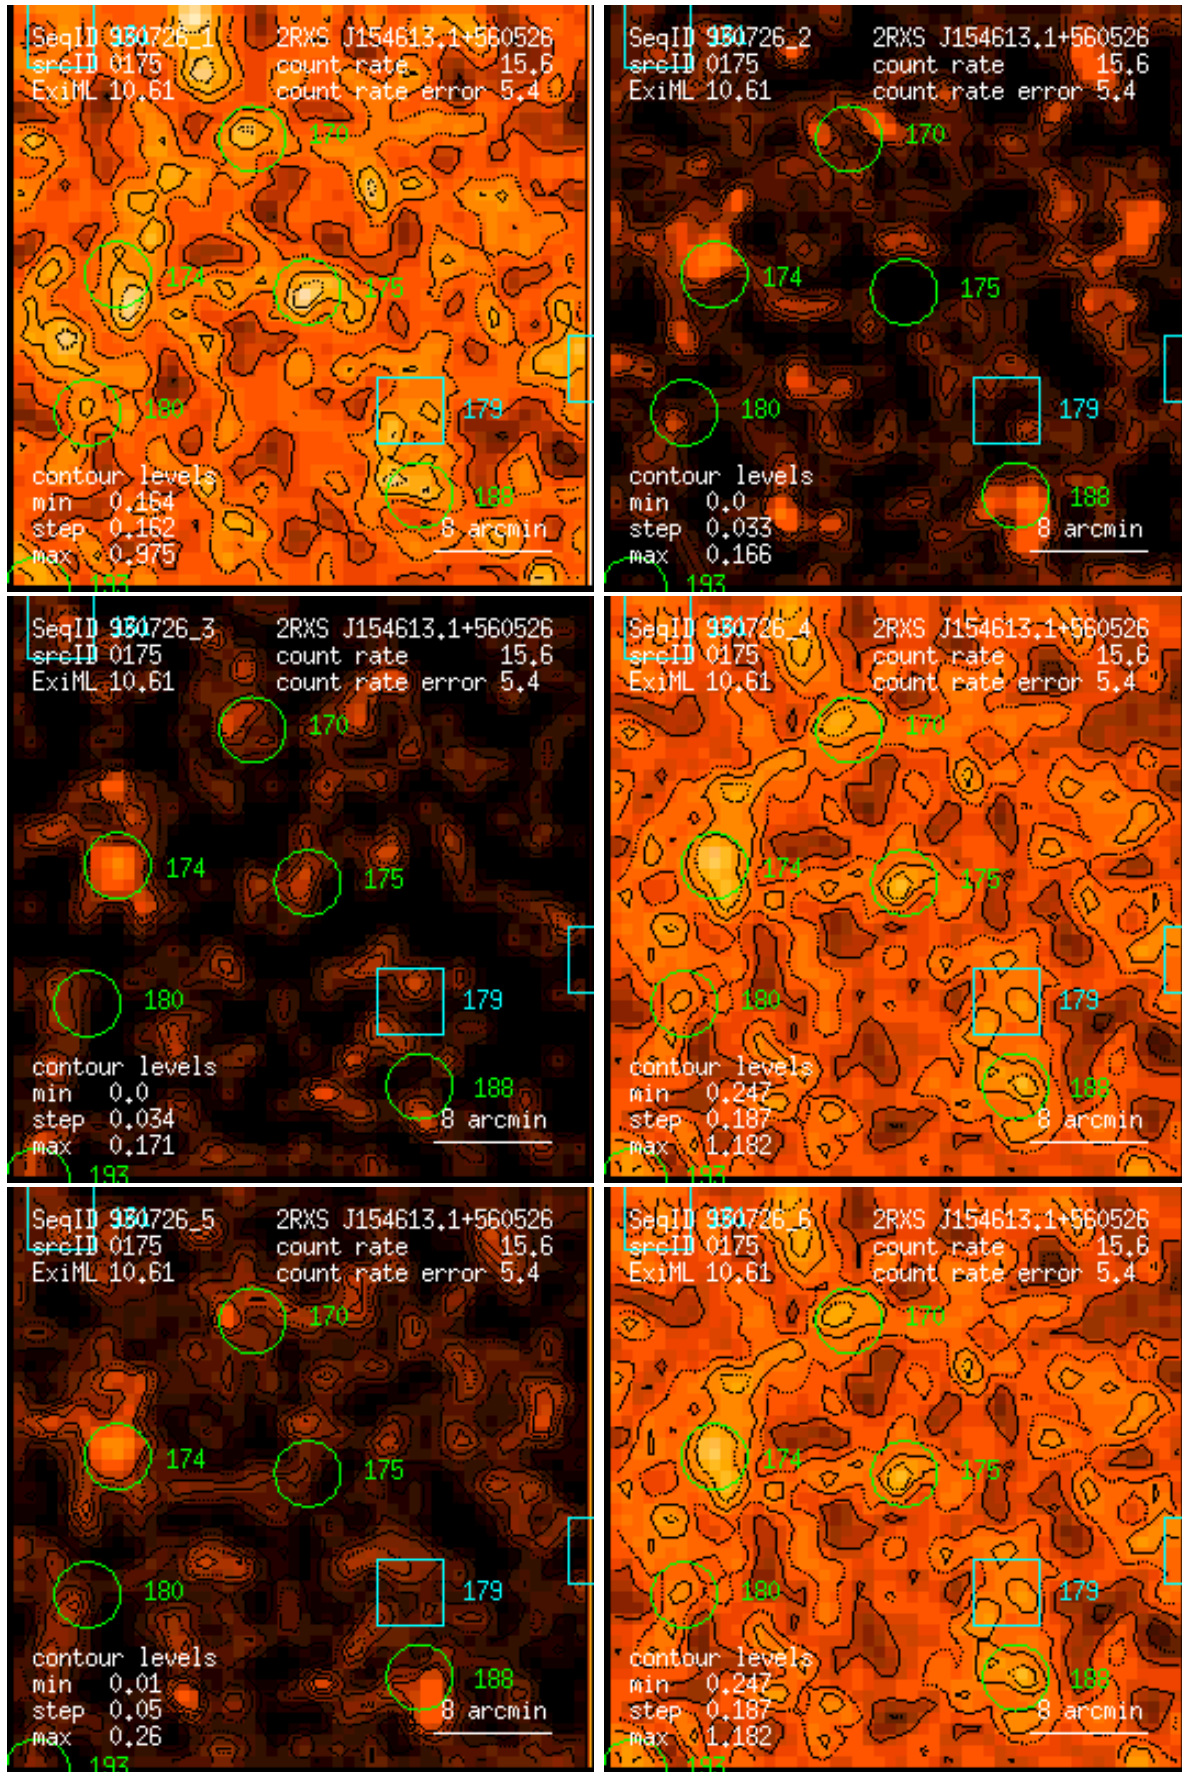 SeqID 930726_1 2RXS J154613.1+560526
srcID 0175 count rate 15.6
ExiML 10.61 count rate error 5.4
170
174
175
180 179
188
contour levels
min 0.164
step 0.162 8 arcmin
max 0.975
193
SeqID 930726_2 2RXS J154613.1+560526
srcID 0175 count rate 15.6
ExiML 10.61 count rate error 5.4
170
174
175
180 179
188
contour levels
min 0.0
step 0.033 8 arcmin
max 0.166
193
SeqID 930726_3 2RXS J154613.1+560526
srcID 0175 count rate 15.6
ExiML 10.61 count rate error 5.4
170
174
175
180 179
188
contour levels
min 0.0
step 0.034 8 arcmin
max 0.171
193
SeqID 930726_4 2RXS J154613.1+560526
srcID 0175 count rate 15.6
ExiML 10.61 count rate error 5.4
170
174
175
180 179
188
contour levels
min 0.247
step 0.187 8 arcmin
max 1.182
193
SeqID 930726_5 2RXS J154613.1+560526
srcID 0175 count rate 15.6
ExiML 10.61 count rate error 5.4
170
174
175
180 179
188
contour levels
min 0.01
step 0.05 8 arcmin
max 0.26
193
SeqID 930726_6 2RXS J154613.1+560526
srcID 0175 count rate 15.6
ExiML 10.61 count rate error 5.4
170
174
175
180 179
188
contour levels
min 0.247
step 0.187 8 arcmin
max 1.182
193